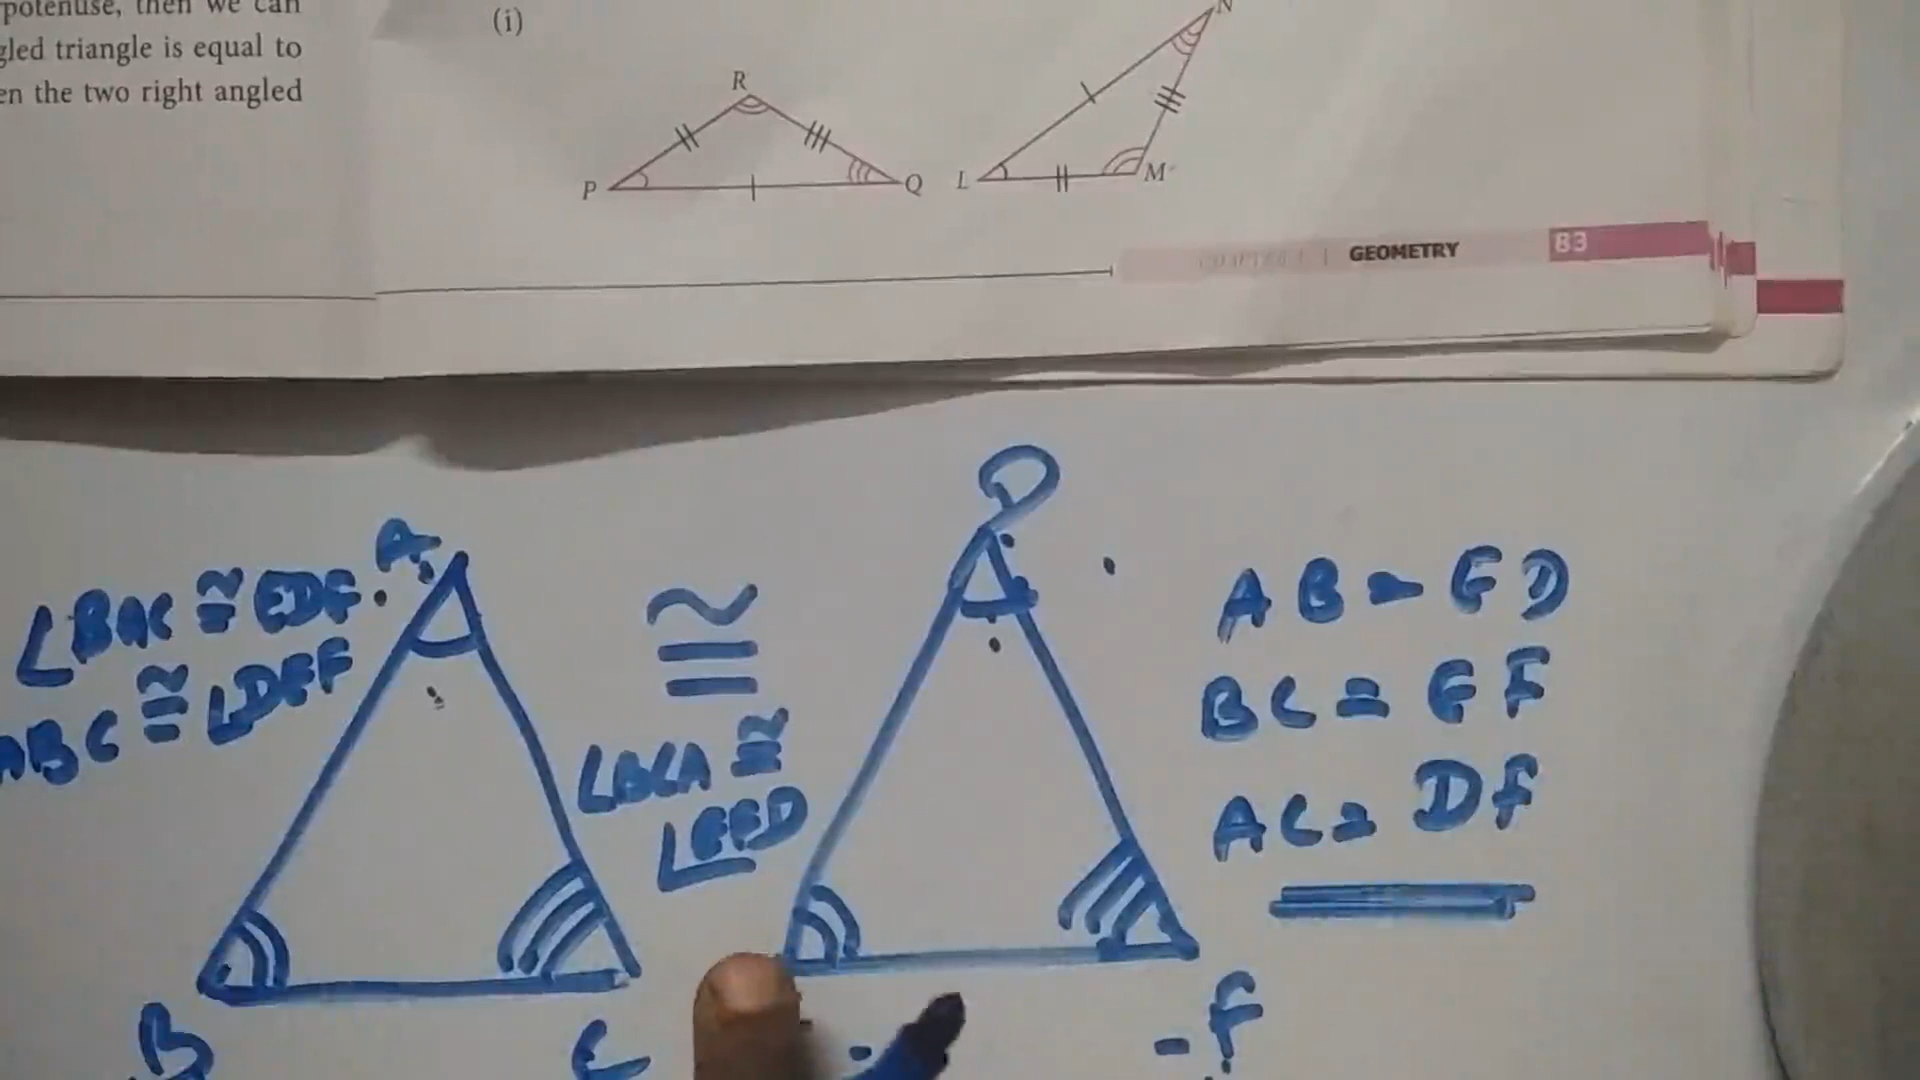 potenuse, then we can
gled triangle is equal to
en the two right angled
(i)
R
P
Q
N
L
M
GEOMETRY
83
∠BAC ≅ EDF
ABC ≅ ∠DEF
A
B
C
≅
∠BCA ≅
∠EFD
D
F
AB = ED
BC = EF
AC = DF